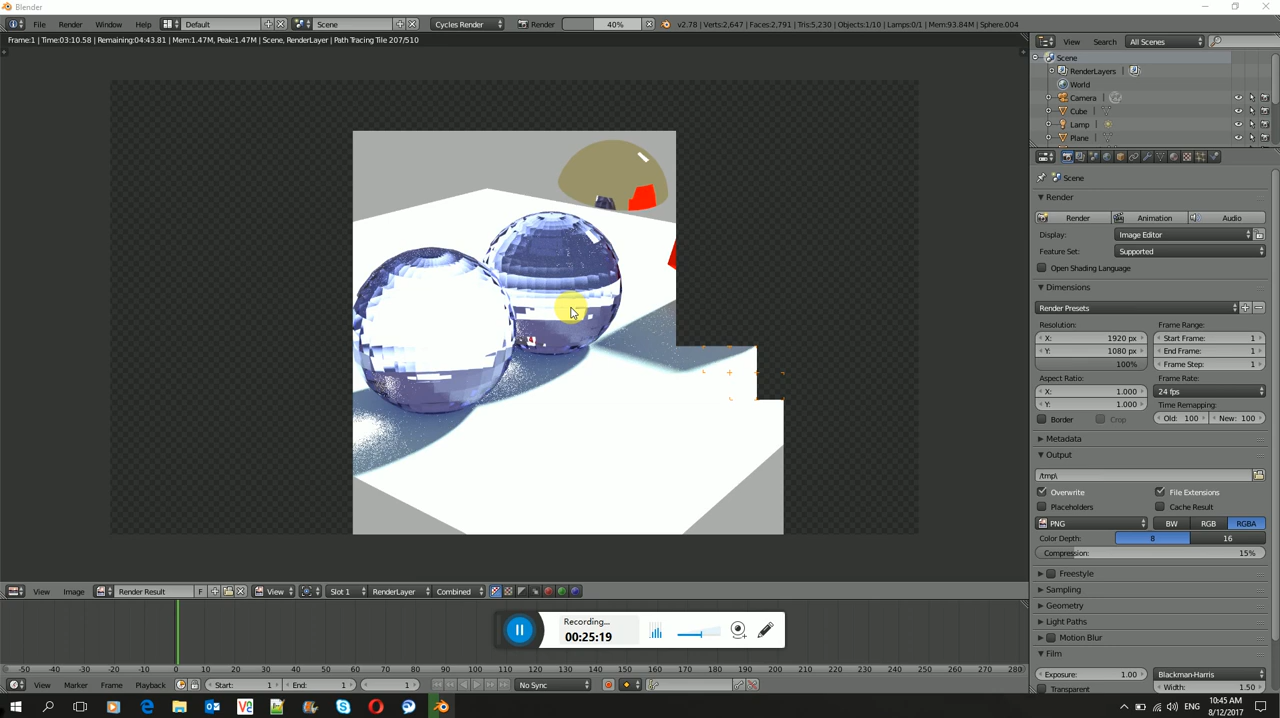 Blender
File Render Window Help Default Scene Cycles Render Render 40% v2.78 | Verts:2,647 | Faces:2,791 | Tris:5,230 | Objects:1/10 | Lamps:0/1 | Mem:93.84M | Sphere.004
Frame:1 | Time:03:10.58 | Remaining:04:43.81 | Mem:1.47M, Peak:1.47M | Scene, RenderLayer | Path Tracing Tile 207/510
View Search All Scenes
Scene
RenderLayers
World
Camera
Cube
Lamp
Plane
Scene
Render
Render Animation Audio
Display: Image Editor
Feature Set: Supported
Open Shading Language
Dimensions
Render Presets
Resolution: Frame Range:
X: 1920 px Start Frame: 1
Y: 1080 px End Frame: 1
100% Frame Step: 1
Aspect Ratio: Frame Rate:
X: 1.000 24 fps
Y: 1.000 Time Remapping:
Border Crop Old: 100 New: 100
Metadata
Output
/tmp\
Overwrite File Extensions
Placeholders Cache Result
PNG BW RGB RGBA
Color Depth: 8 16
Compression: 15%
Freestyle
Sampling
Geometry
Light Paths
Motion Blur
Film
Exposure: 1.00 Blackman-Harris
Transparent Width: 1.50
View Image Render Result F View Slot 1 RenderLayer Combined
Recording...
00:25:19
-50 -40 -30 -20 -10 0 10 20 30 40 50 60 70 80 90 100 110 120 130 140 150 160 170 180 190 200 210 220 230 240 250 260 270 280
View Marker Frame Playback Start: 1 End: 1 1 No Sync
ENG 10:45 AM
8/12/2017